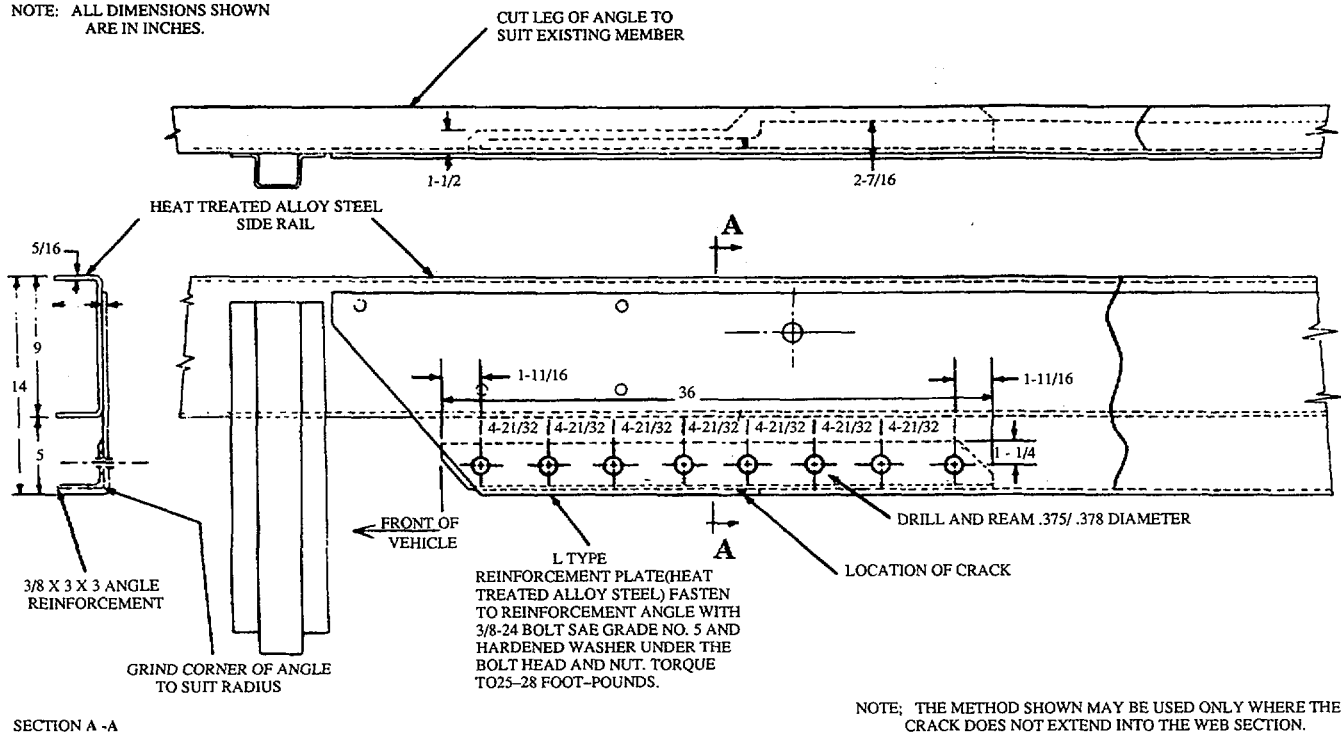 NOTE: ALL DIMENSIONS SHOWN
ARE IN INCHES.
CUT LEG OF ANGLE TO
SUIT EXISTING MEMBER
1-1/2
2-7/16
HEAT TREATED ALLOY STEEL
SIDE RAIL
5/16
A
9
14
5
1-11/16
36
1-11/16
4-21/32 4-21/32 4-21/32 4-21/32 4-21/32 4-21/32 4-21/32
1 - 1/4
FRONT OF
VEHICLE
A
DRILL AND REAM .375/ .378 DIAMETER
LOCATION OF CRACK
L TYPE
REINFORCEMENT PLATE(HEAT
TREATED ALLOY STEEL) FASTEN
TO REINFORCEMENT ANGLE WITH
3/8-24 BOLT SAE GRADE NO. 5 AND
HARDENED WASHER UNDER THE
BOLT HEAD AND NUT. TORQUE
TO25–28 FOOT–POUNDS.
3/8 X 3 X 3 ANGLE
REINFORCEMENT
GRIND CORNER OF ANGLE
TO SUIT RADIUS
SECTION A -A
NOTE; THE METHOD SHOWN MAY BE USED ONLY WHERE THE
CRACK DOES NOT EXTEND INTO THE WEB SECTION.